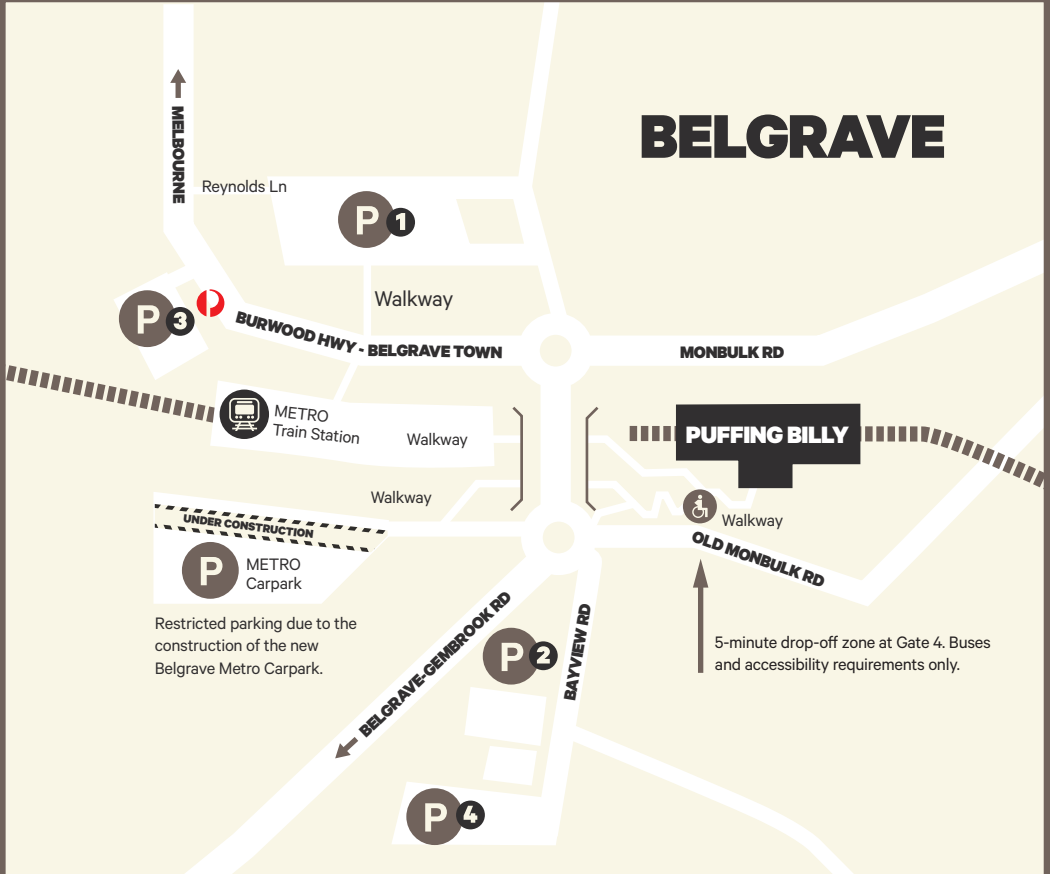 BELGRAVE
MELBOURNE
Reynolds Ln
P 1
Walkway
P 3
P
BURWOOD HWY - BELGRAVE TOWN
MONBULK RD
METRO
Train Station
Walkway
PUFFING BILLY
Walkway
Walkway
UNDER CONSTRUCTION
OLD MONBULK RD
P
METRO
Carpark
Restricted parking due to the
construction of the new
Belgrave Metro Carpark.
5-minute drop-off zone at Gate 4. Buses
and accessibility requirements only.
BELGRAVE-GEMBROOK RD
P 2
BAYVIEW RD
P 4